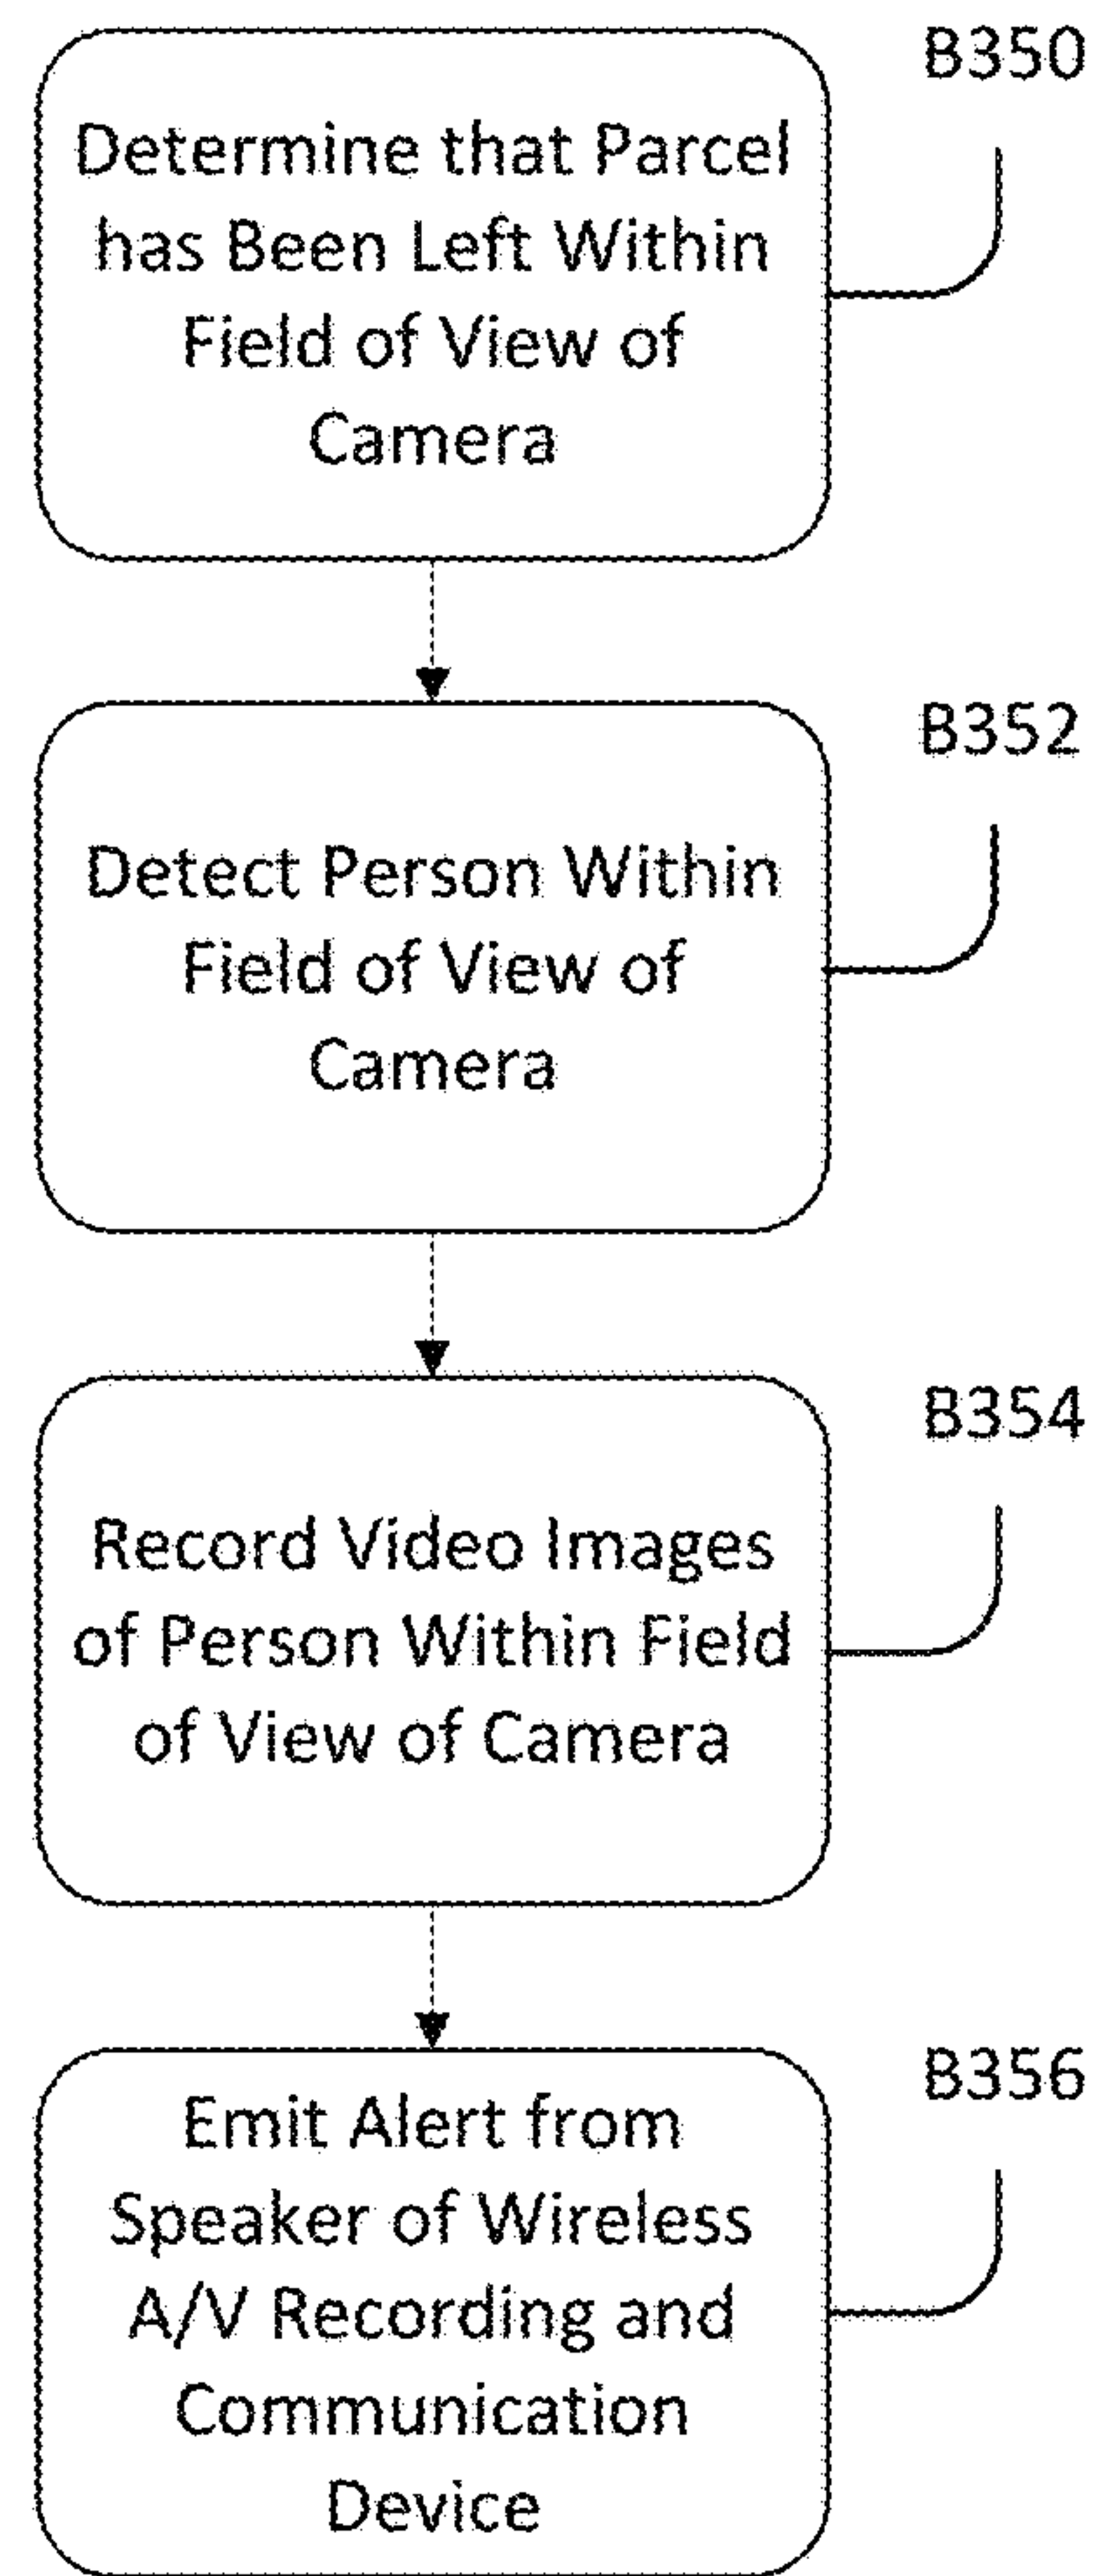 B350
Determine that Parcel
has Been Left Within
Field of View of
Camera
B352
Detect Person Within
Field of View of
Camera
B354
Record Video Images
of Person Within Field
of View of Camera
B356
Emit Alert from
Speaker of Wireless
A/V Recording and
Communication
Device